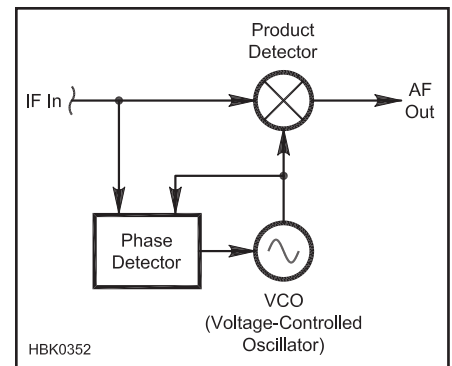 Product
Detector
IF In
AF
Out
Phase
Detector
VCO
(Voltage-Controlled
Oscillator)
HBK0352